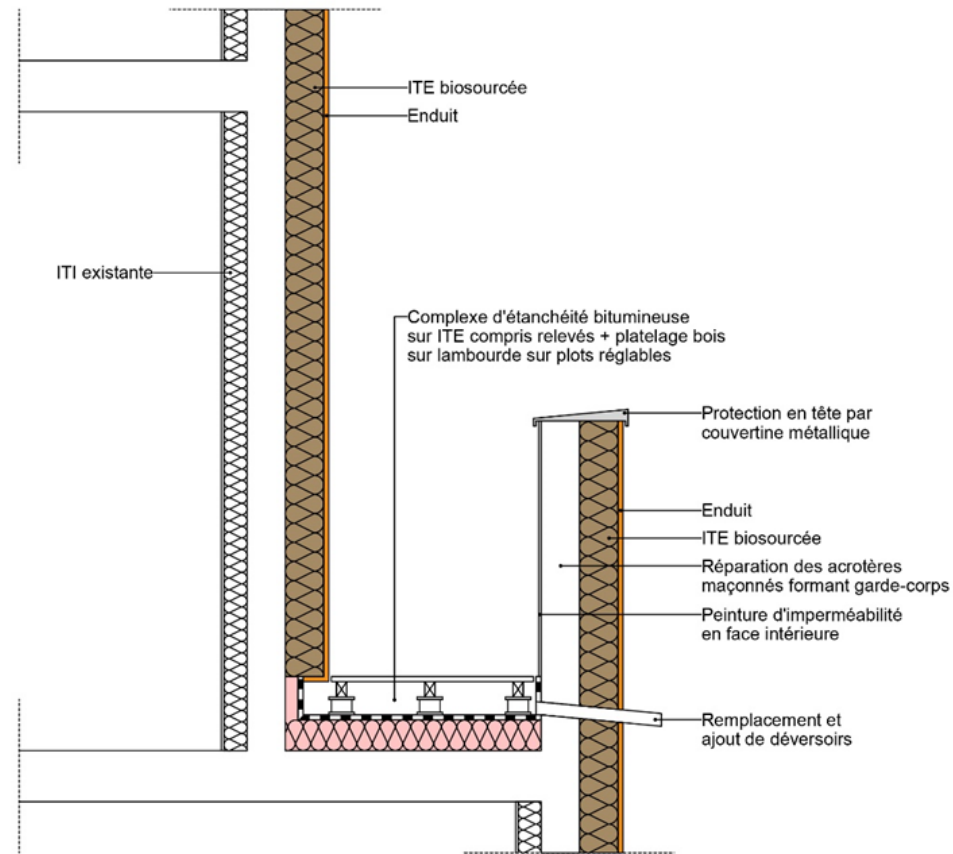 ITE biosourcée
Enduit
ITI existante
Complexe d'étanchéité bitumineuse
sur ITE compris relevés + platelage bois
sur lambourde sur plots réglables
Protection en tête par
couvertine métallique
Enduit
ITE biosourcée
Réparation des acrotères
maçonnés formant garde-corps
Peinture d'imperméabilité
en face intérieure
Remplacement et
ajout de déversoirs